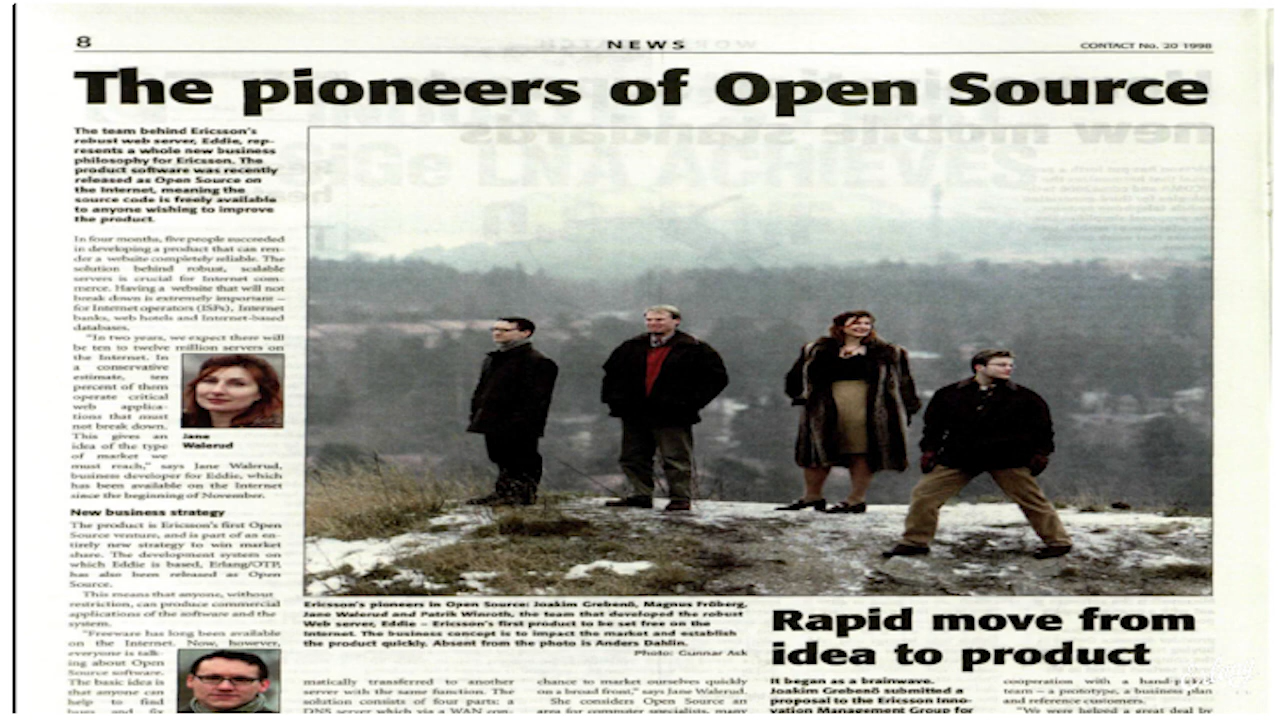 8
NEWS
CONTACT No. 20 1998
The pioneers of Open Source
The team behind Ericsson's
robust web server, Eddie, rep-
resents a whole new business
philosophy for Ericsson. The
product software was recently
released as Open Source on
the Internet, meaning the
source code is freely available
to anyone wishing to improve
the product.
In four months, five people succeeded
in developing a product that can ren-
der a website completely reliable. The
solution behind robust, scalable
servers is crucial for Internet com-
merce. Having a website that will not
break down is extremely important –
for Internet operators (ISPs), Internet
banks, web hotels and Internet-based
databases.
"In two years, we expect there will
be ten to twelve million servers on
the Internet. In
a conservative
estimate, ten
percent of them
operate critical
web applica-
tions that must
not break down.
This gives an
idea of the type
of market we
must reach," says Jane Walerud,
business developer for Eddie, which
has been available on the Internet
since the beginning of November.
Jane
Walerud
New business strategy
The product is Ericsson's first Open
Source venture, and is part of an en-
tirely new strategy to win market
share. The development system on
which Eddie is based, Erlang/OTP,
has also been released as Open
Source.
This means that anyone, without
restriction, can produce commercial
applications of the software and the
system.
"Freeware has long been available
on the Internet. Now, however,
everyone is talk-
ing about Open
Source software.
The basic idea is
that anyone can
help to find
bugs and fix
Ericsson's pioneers in Open Source: Joakim Grebenö, Magnus Fröberg,
Jane Walerud and Patrik Winroth, the team that developed the robust
Web server, Eddie – Ericsson's first product to be set free on the
Internet. The business concept is to impact the market and establish
the product quickly. Absent from the photo is Anders Dahlin.
Photo: Gunnar Ask
matically transferred to another
server with the same function. The
solution consists of four parts: a
DNS server which via a WAN con-
chance to market ourselves quickly
on a broad front," says Jane Walerud.
She considers Open Source an
area for computer specialists, many
Rapid move from
idea to product
It began as a brainwave.
Joakim Grebenö submitted a
proposal to the Ericsson Inno-
vation Management Group for
cooperation with a
team – a prototype, a business plan
and reference customers.
"We were helped a great deal by